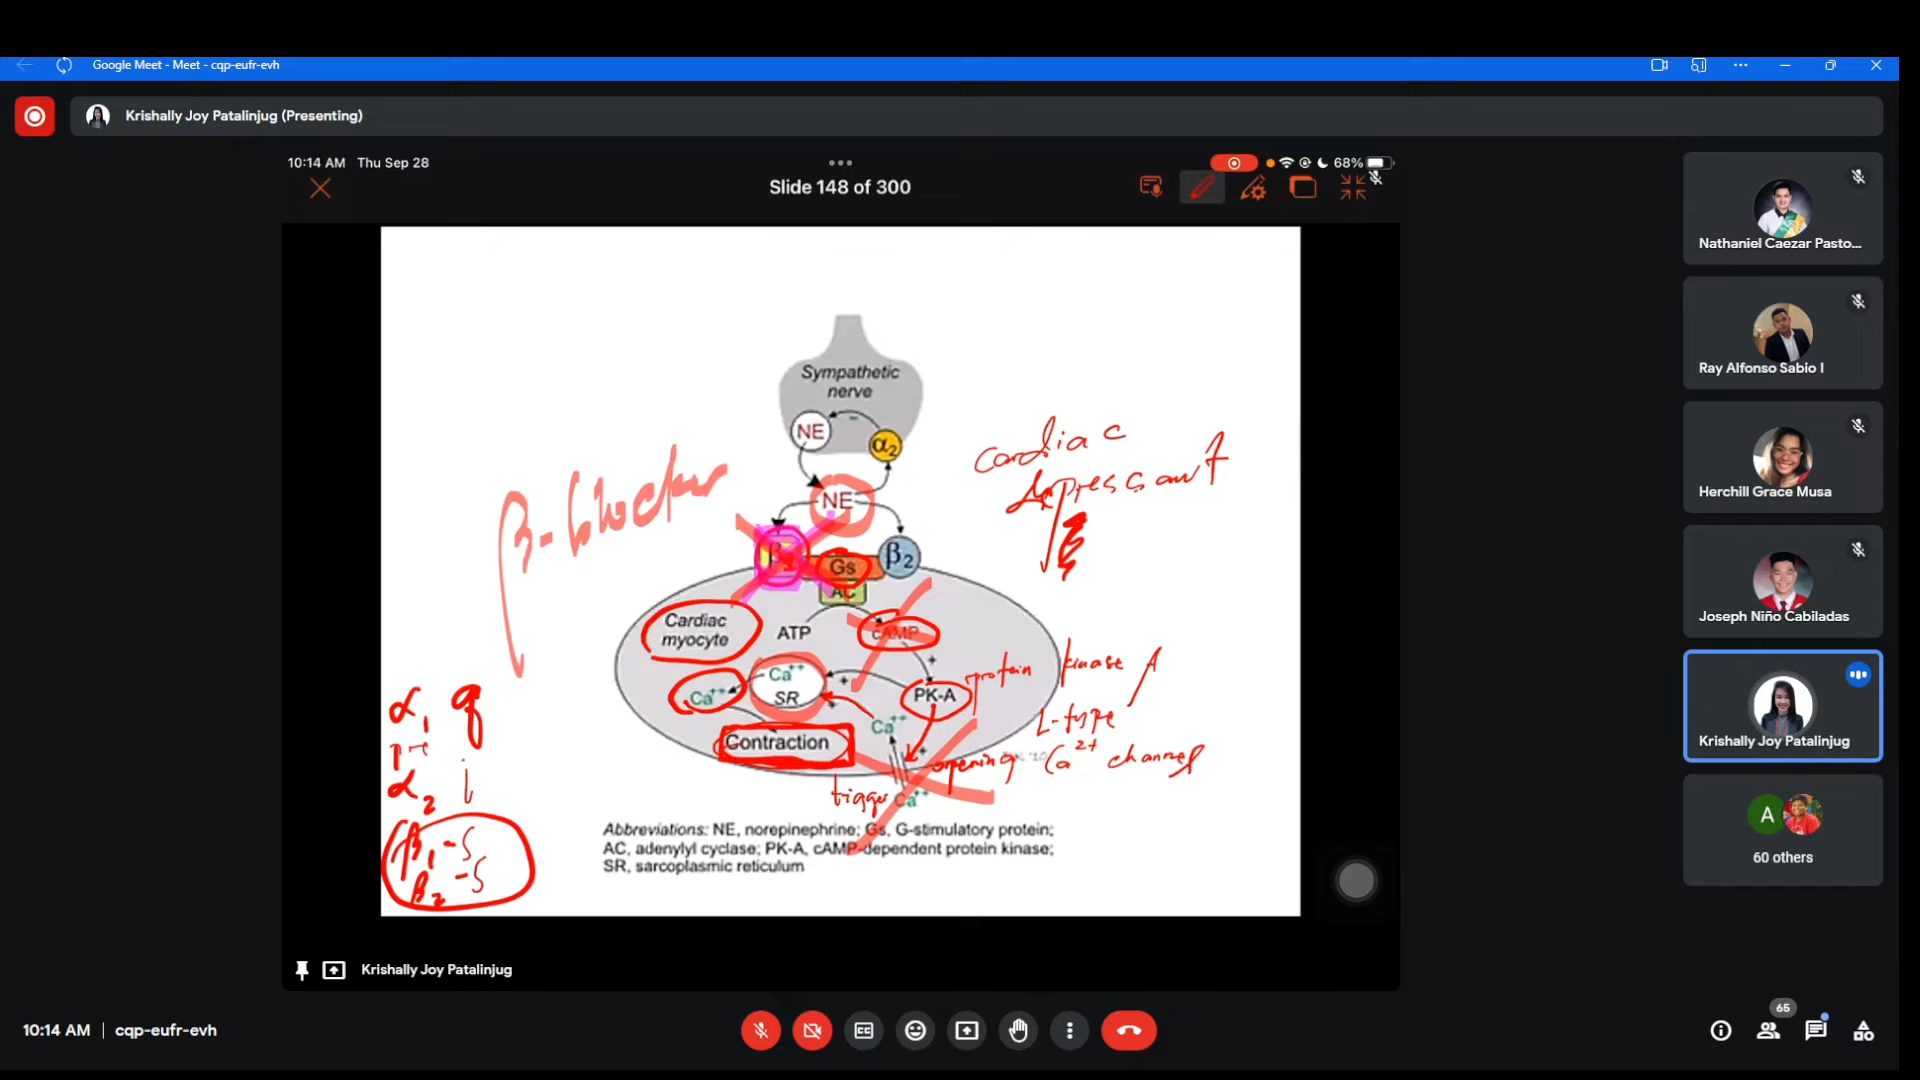 Google Meet - Meet - cqp-eufr-evh
Krishally Joy Patalinjug (Presenting)
10:14 AM Thu Sep 28
68%
Slide 148 of 300
Sympathetic
nerve
NE
α2
NE
β
Gs
β2
AC
Cardiac
myocyte
ATP
cAMP
Ca++
SR
Ca++
PK-A
Ca++
Contraction
Ca++
+
+
+
+
β-blocker
Cardiac
depressant
protein kinase A
L-type
opening Ca2+ channel
trigger
α1 q
α2 i
β1 - s
β2 - s
Abbreviations: NE, norepinephrine; Gs, G-stimulatory protein;
AC, adenylyl cyclase; PK-A, cAMP-dependent protein kinase;
SR, sarcoplasmic reticulum
Krishally Joy Patalinjug
Nathaniel Caezar Pasto...
Ray Alfonso Sabio I
Herchill Grace Musa
Joseph Niño Cabiladas
Krishally Joy Patalinjug
A
60 others
10:14 AM | cqp-eufr-evh
65